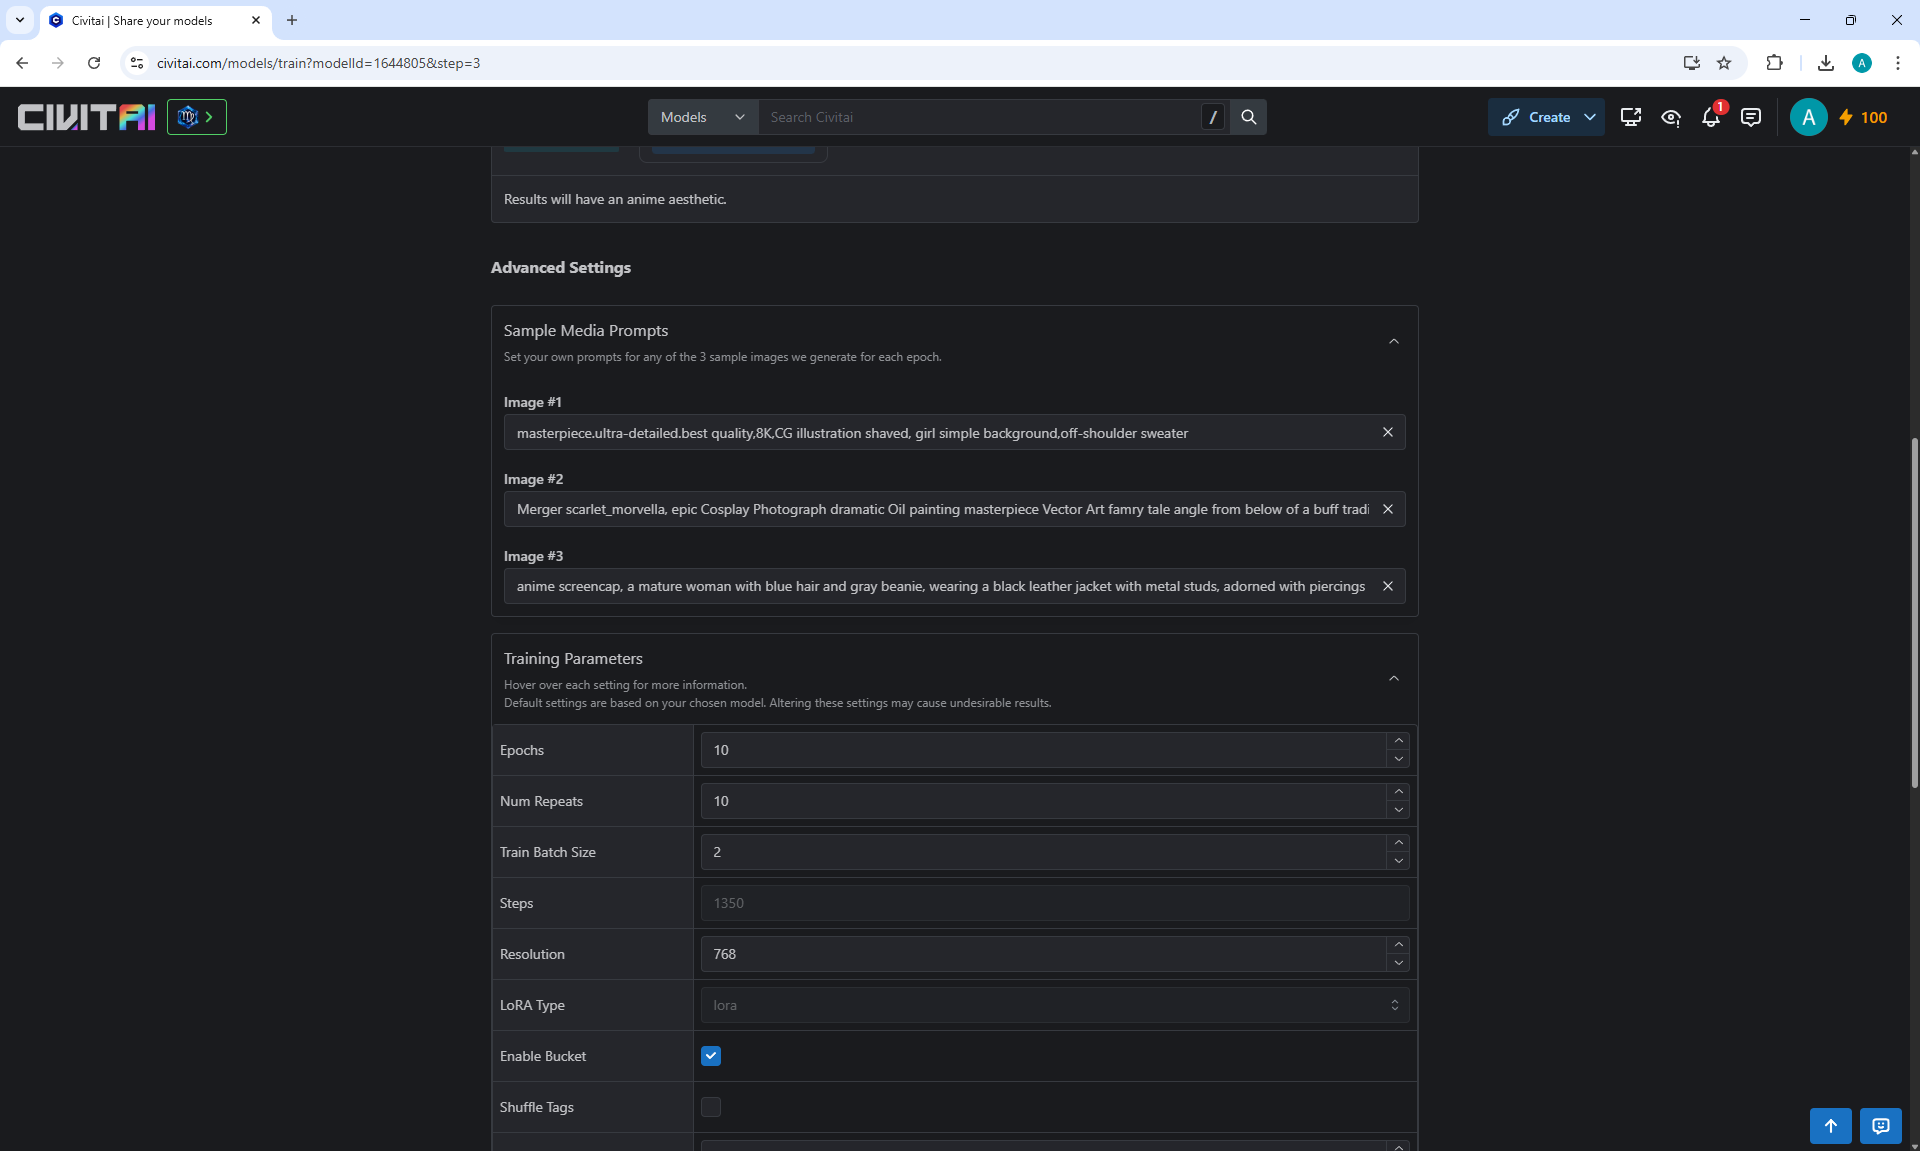 Civitai | Share your models
civitai.com/models/train?modelId=1644805&step=3
A
CIVITAI
Models
Search Civitai
/
Create
1
A
100
Results will have an anime aesthetic.
Advanced Settings
Sample Media Prompts
Set your own prompts for any of the 3 sample images we generate for each epoch.
Image #1
masterpiece.ultra-detailed.best quality,8K,CG illustration shaved, girl simple background,off-shoulder sweater
Image #2
Merger scarlet_morvella, epic Cosplay Photograph dramatic Oil painting masterpiece Vector Art famry tale angle from below of a buff tradi
Image #3
anime screencap, a mature woman with blue hair and gray beanie, wearing a black leather jacket with metal studs, adorned with piercings
Training Parameters
Hover over each setting for more information.
Default settings are based on your chosen model. Altering these settings may cause undesirable results.
Epochs
10
Num Repeats
10
Train Batch Size
2
Steps
1350
Resolution
768
LoRA Type
lora
Enable Bucket
Shuffle Tags